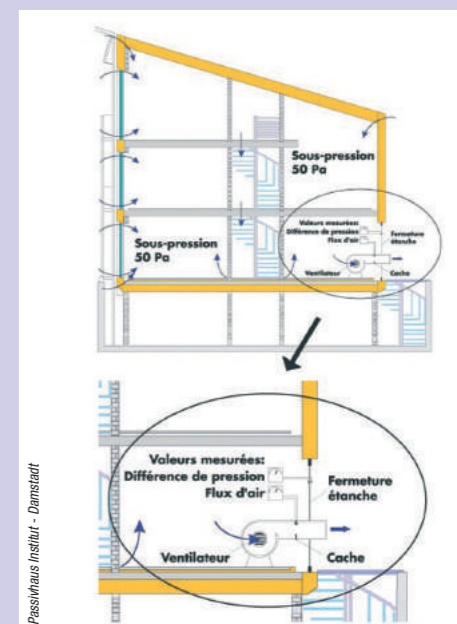 Sous-pression
50 Pa
Valeurs mesurées:
Différence de pression
Flux d'air
Fermeture
étanche
Sous-pression
50 Pa
Ventilateur
Cache
Valeurs mesurées:
Différence de pression
Flux d'air
Fermeture
étanche
Ventilateur
Cache
Passivhaus Institut - Damstadt